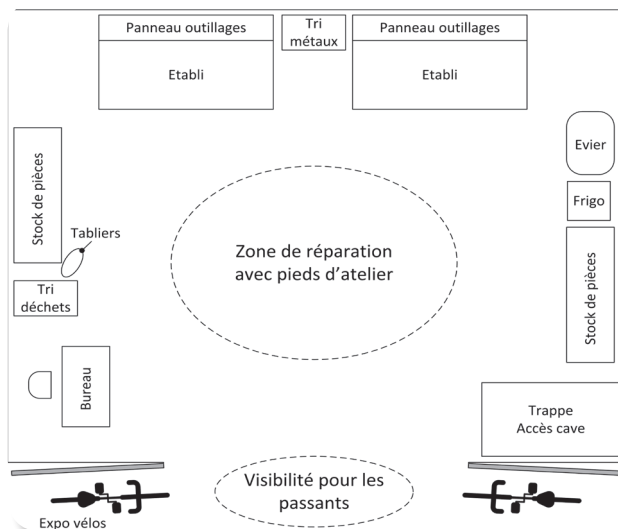 Panneau outillages
Tri
métaux
Panneau outillages
Etabli
Etabli
Stock de pièces
Evier
Frigo
Tabliers
Zone de réparation
avec pieds d'atelier
Stock de pièces
Tri
déchets
Bureau
Trappe
Accès cave
Visibilité pour les
passants
Expo vélos